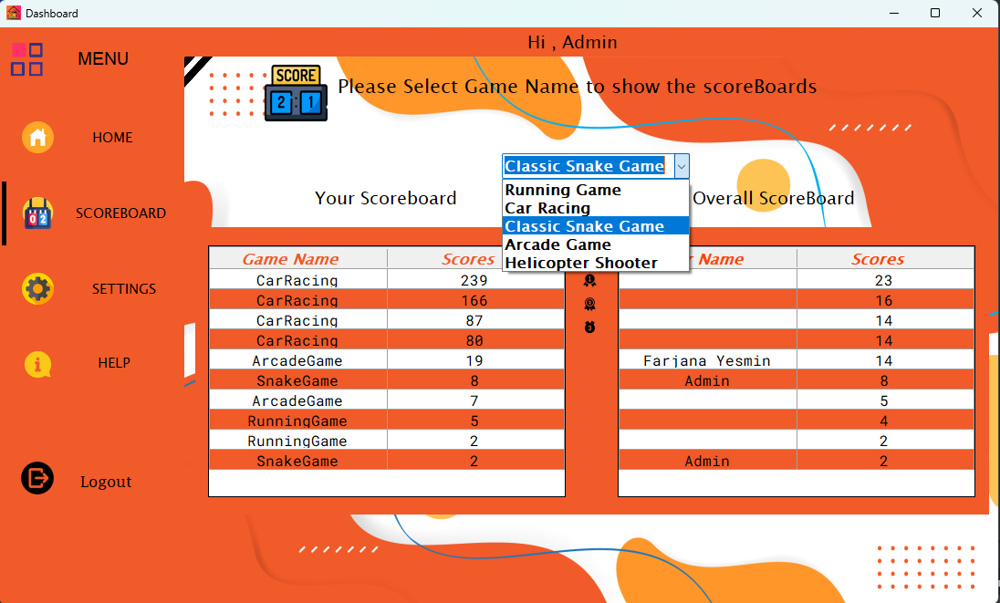 Dashboard
Hi , Admin
MENU
SCORE
2:1
Please Select Game Name to show the scoreBoards
HOME
Classic Snake Game
Running Game
Car Racing
Classic Snake Game
Arcade Game
Helicopter Shooter
Your Scoreboard
Overall ScoreBoard
02
SCOREBOARD
SETTINGS
HELP
Logout
Game Name Scores
CarRacing 239
CarRacing 166
CarRacing 87
CarRacing 80
ArcadeGame 19
SnakeGame 8
ArcadeGame 7
RunningGame 5
RunningGame 2
SnakeGame 2
1
2
3
Name Scores
23
16
14
14
Farjana Yesmin 14
Admin 8
5
4
2
Admin 2